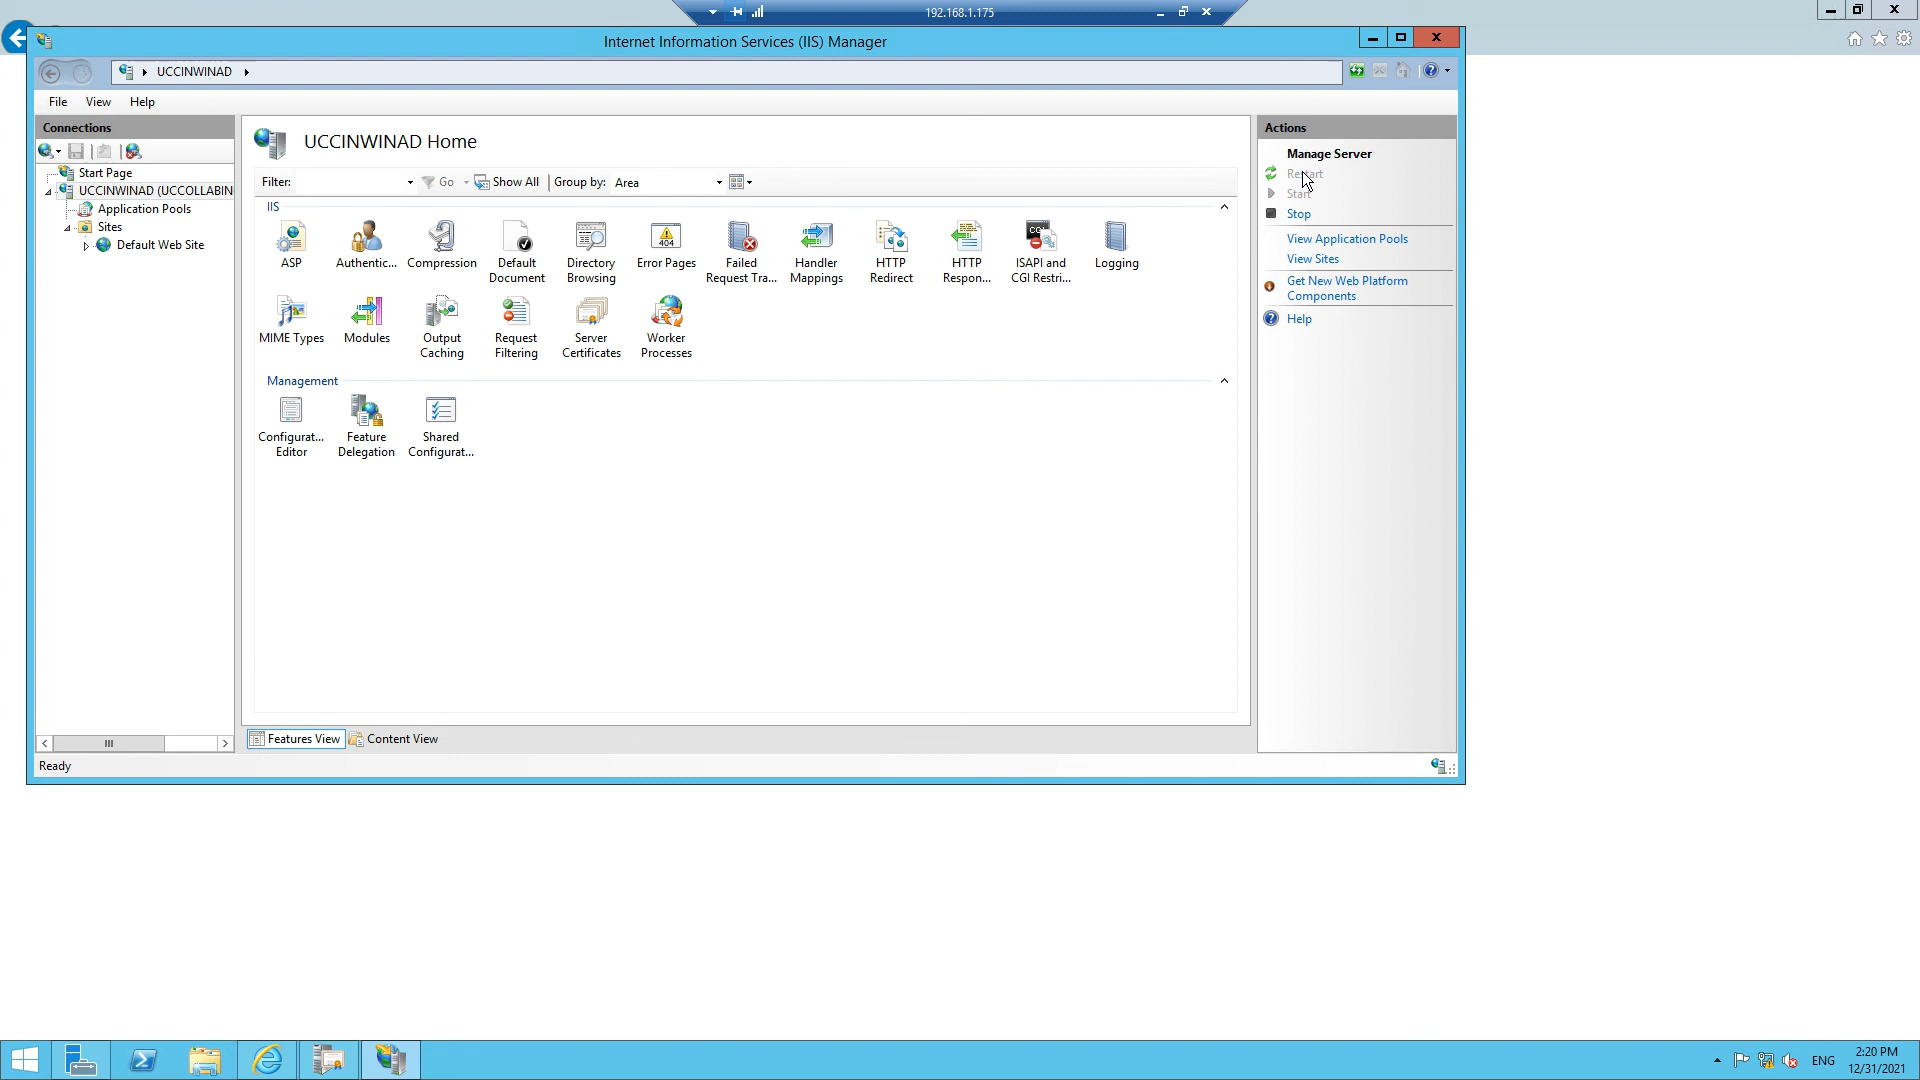 192.168.1.175
Internet Information Services (IIS) Manager
UCCINWINAD
File View Help
Connections
Start Page
UCCINWINAD (UCCOLLABIN
Application Pools
Sites
Default Web Site
UCCINWINAD Home
Filter: Go Show All Group by: Area
IIS
ASP Authentic... Compression Default Document Directory Browsing Error Pages Failed Request Tra... Handler Mappings HTTP Redirect HTTP Respon... ISAPI and CGI Restri... Logging
MIME Types Modules Output Caching Request Filtering Server Certificates Worker Processes
Management
Configurat... Editor Feature Delegation Shared Configurat...
Features View Content View
Ready
Actions
Manage Server
Restart
Start
Stop
View Application Pools
View Sites
Get New Web Platform
Components
Help
ENG
2:20 PM
12/31/2021